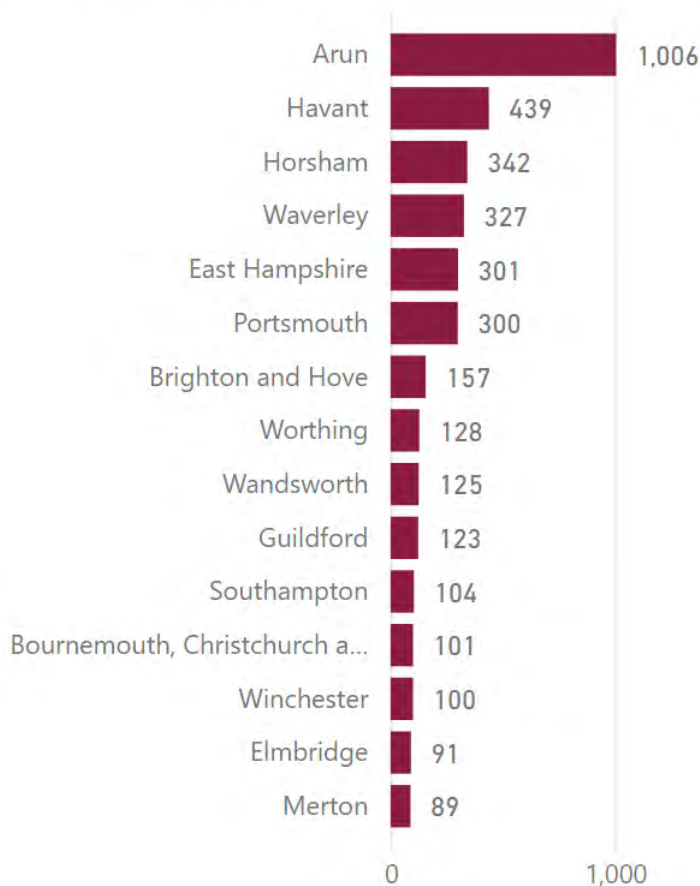 Arun 1,006
Havant 439
Horsham 342
Waverley 327
East Hampshire 301
Portsmouth 300
Brighton and Hove 157
Worthing 128
Wandsworth 125
Guildford 123
Southampton 104
Bournemouth, Christchurch a... 101
Winchester 100
Elmbridge 91
Merton 89
0 1,000